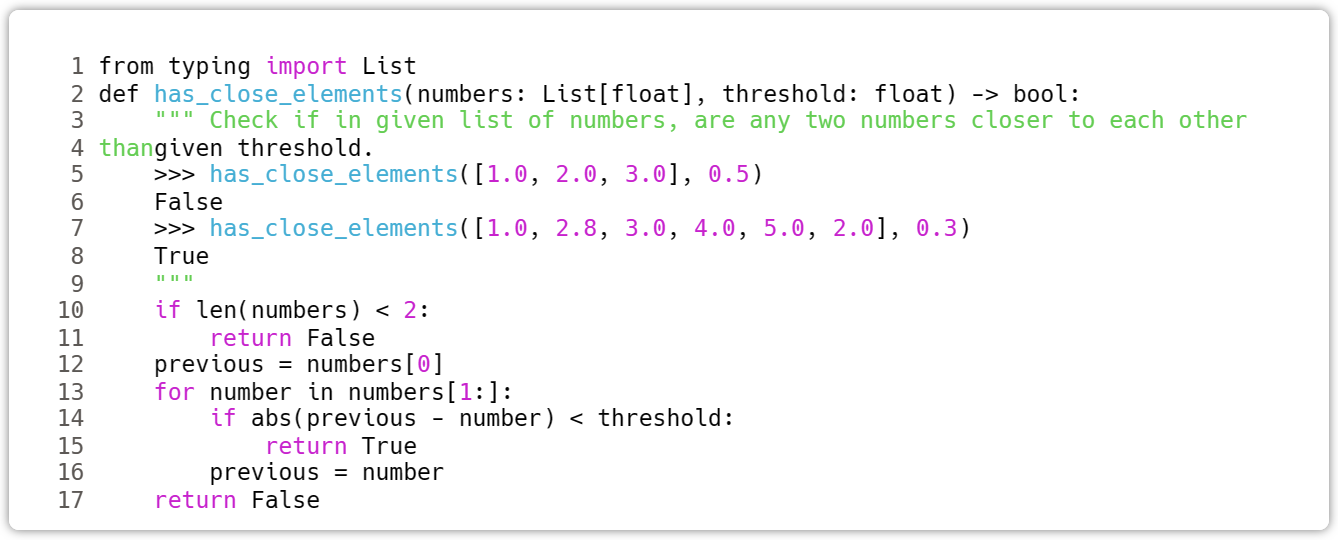 1 from typing import List
2 def has_close_elements(numbers: List[float], threshold: float) -> bool:
3     """ Check if in given list of numbers, are any two numbers closer to each other
4 thangiven threshold.
5     >>> has_close_elements([1.0, 2.0, 3.0], 0.5)
6     False
7     >>> has_close_elements([1.0, 2.8, 3.0, 4.0, 5.0, 2.0], 0.3)
8     True
9     """
10     if len(numbers) < 2:
11         return False
12     previous = numbers[0]
13     for number in numbers[1:]:
14         if abs(previous - number) < threshold:
15             return True
16         previous = number
17     return False